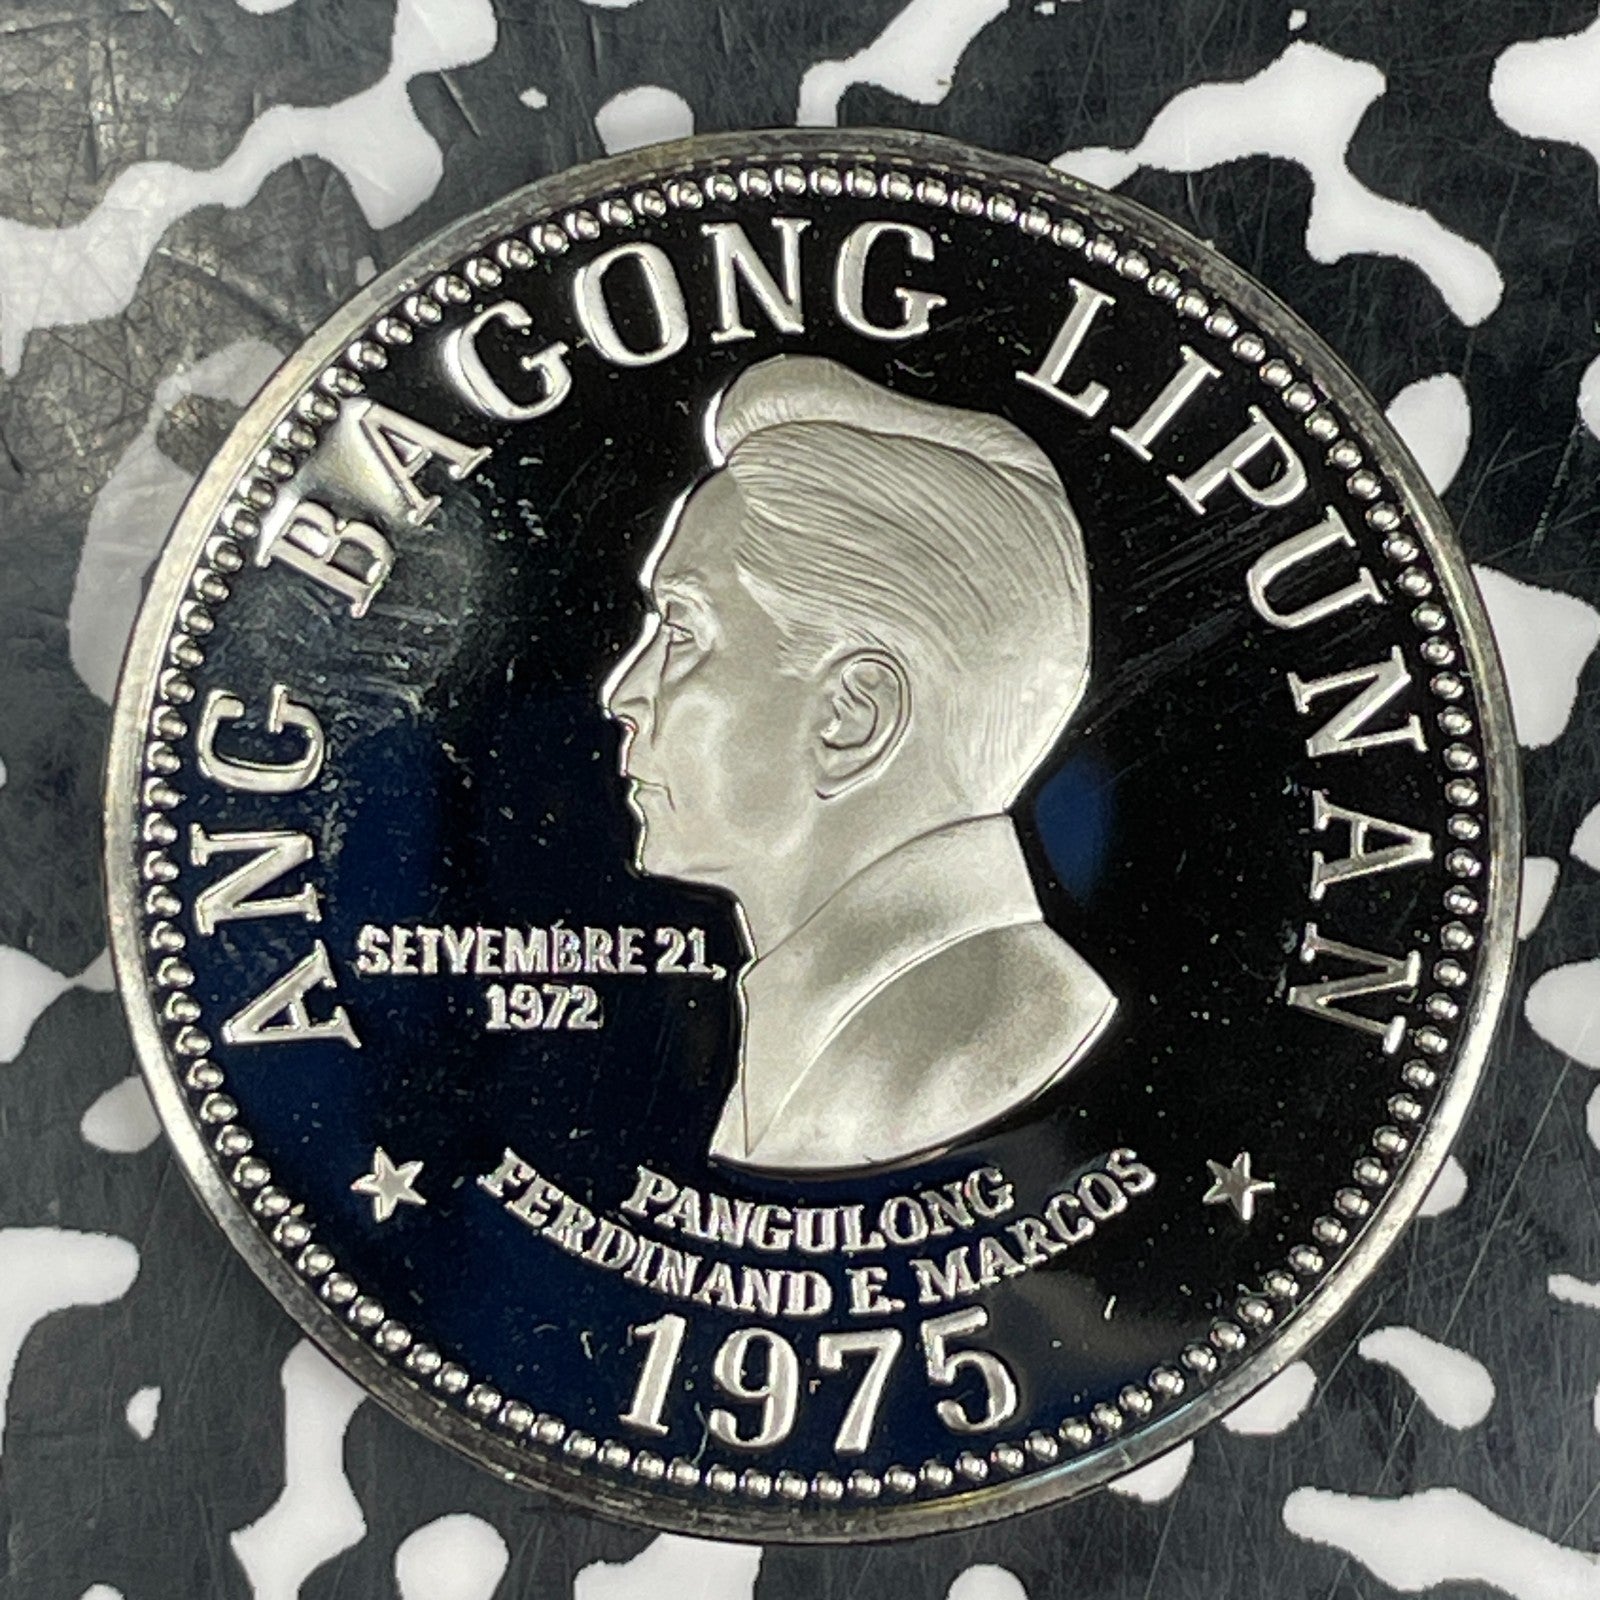 ANG BAGONG LIPUNAN
SETYEMBRE 21,
1972
PANGULONG
FERDINAND E. MARCOS
1975